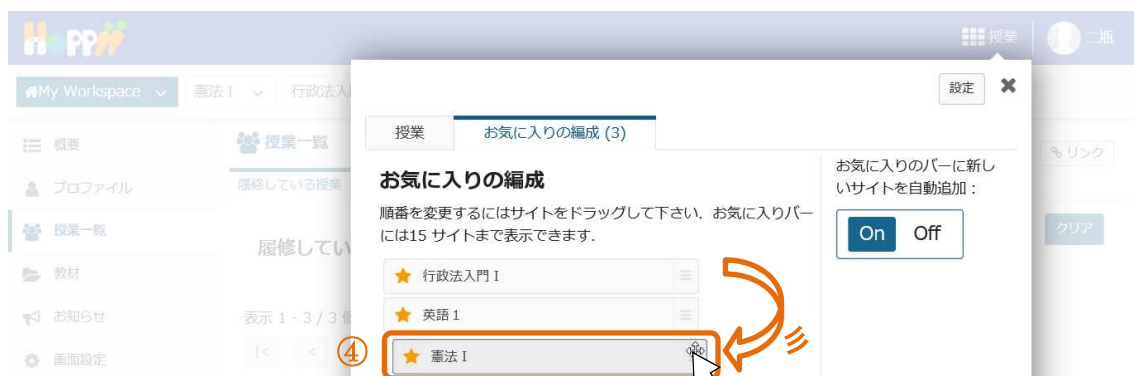 Hoppii
授業
二瓶
My Workspace
憲法 I
行政法入
設定
授業
お気に入りの編成 (3)
概要
授業一覧
リンク
お気に入りのバーに新し
いサイトを自動追加：
プロファイル
履修している授業
お気に入りの編成
順番を変更するにはサイトをドラッグして下さい．お気に入りバー
には15 サイトまで表示できます．
On Off
クリア
授業一覧
履修してい
教材
行政法入門 I
お知らせ
表示 1 - 3 / 3
英語 1
画面設定
|< <
④
憲法 I